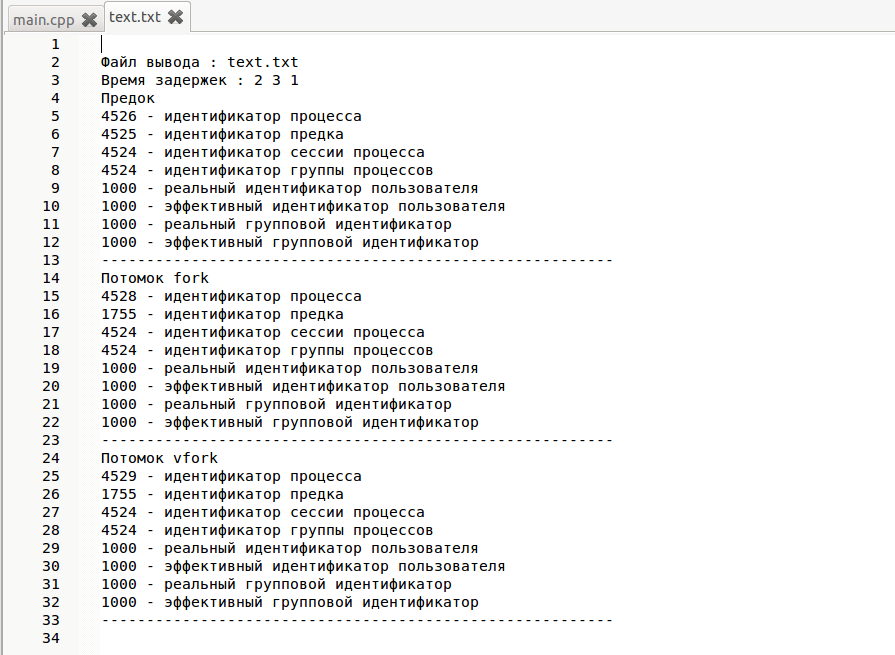 main.cpp text.txt
1
2 Файл вывода : text.txt
3 Время задержек : 2 3 1
4 Предок
5 4526 - идентификатор процесса
6 4525 - идентификатор предка
7 4524 - идентификатор сессии процесса
8 4524 - идентификатор группы процессов
9 1000 - реальный идентификатор пользователя
10 1000 - эффективный идентификатор пользователя
11 1000 - реальный групповой идентификатор
12 1000 - эффективный групповой идентификатор
13 ---------------------------------------------------------
14 Потомок fork
15 4528 - идентификатор процесса
16 1755 - идентификатор предка
17 4524 - идентификатор сессии процесса
18 4524 - идентификатор группы процессов
19 1000 - реальный идентификатор пользователя
20 1000 - эффективный идентификатор пользователя
21 1000 - реальный групповой идентификатор
22 1000 - эффективный групповой идентификатор
23 ---------------------------------------------------------
24 Потомок vfork
25 4529 - идентификатор процесса
26 1755 - идентификатор предка
27 4524 - идентификатор сессии процесса
28 4524 - идентификатор группы процессов
29 1000 - реальный идентификатор пользователя
30 1000 - эффективный идентификатор пользователя
31 1000 - реальный групповой идентификатор
32 1000 - эффективный групповой идентификатор
33 ---------------------------------------------------------
34